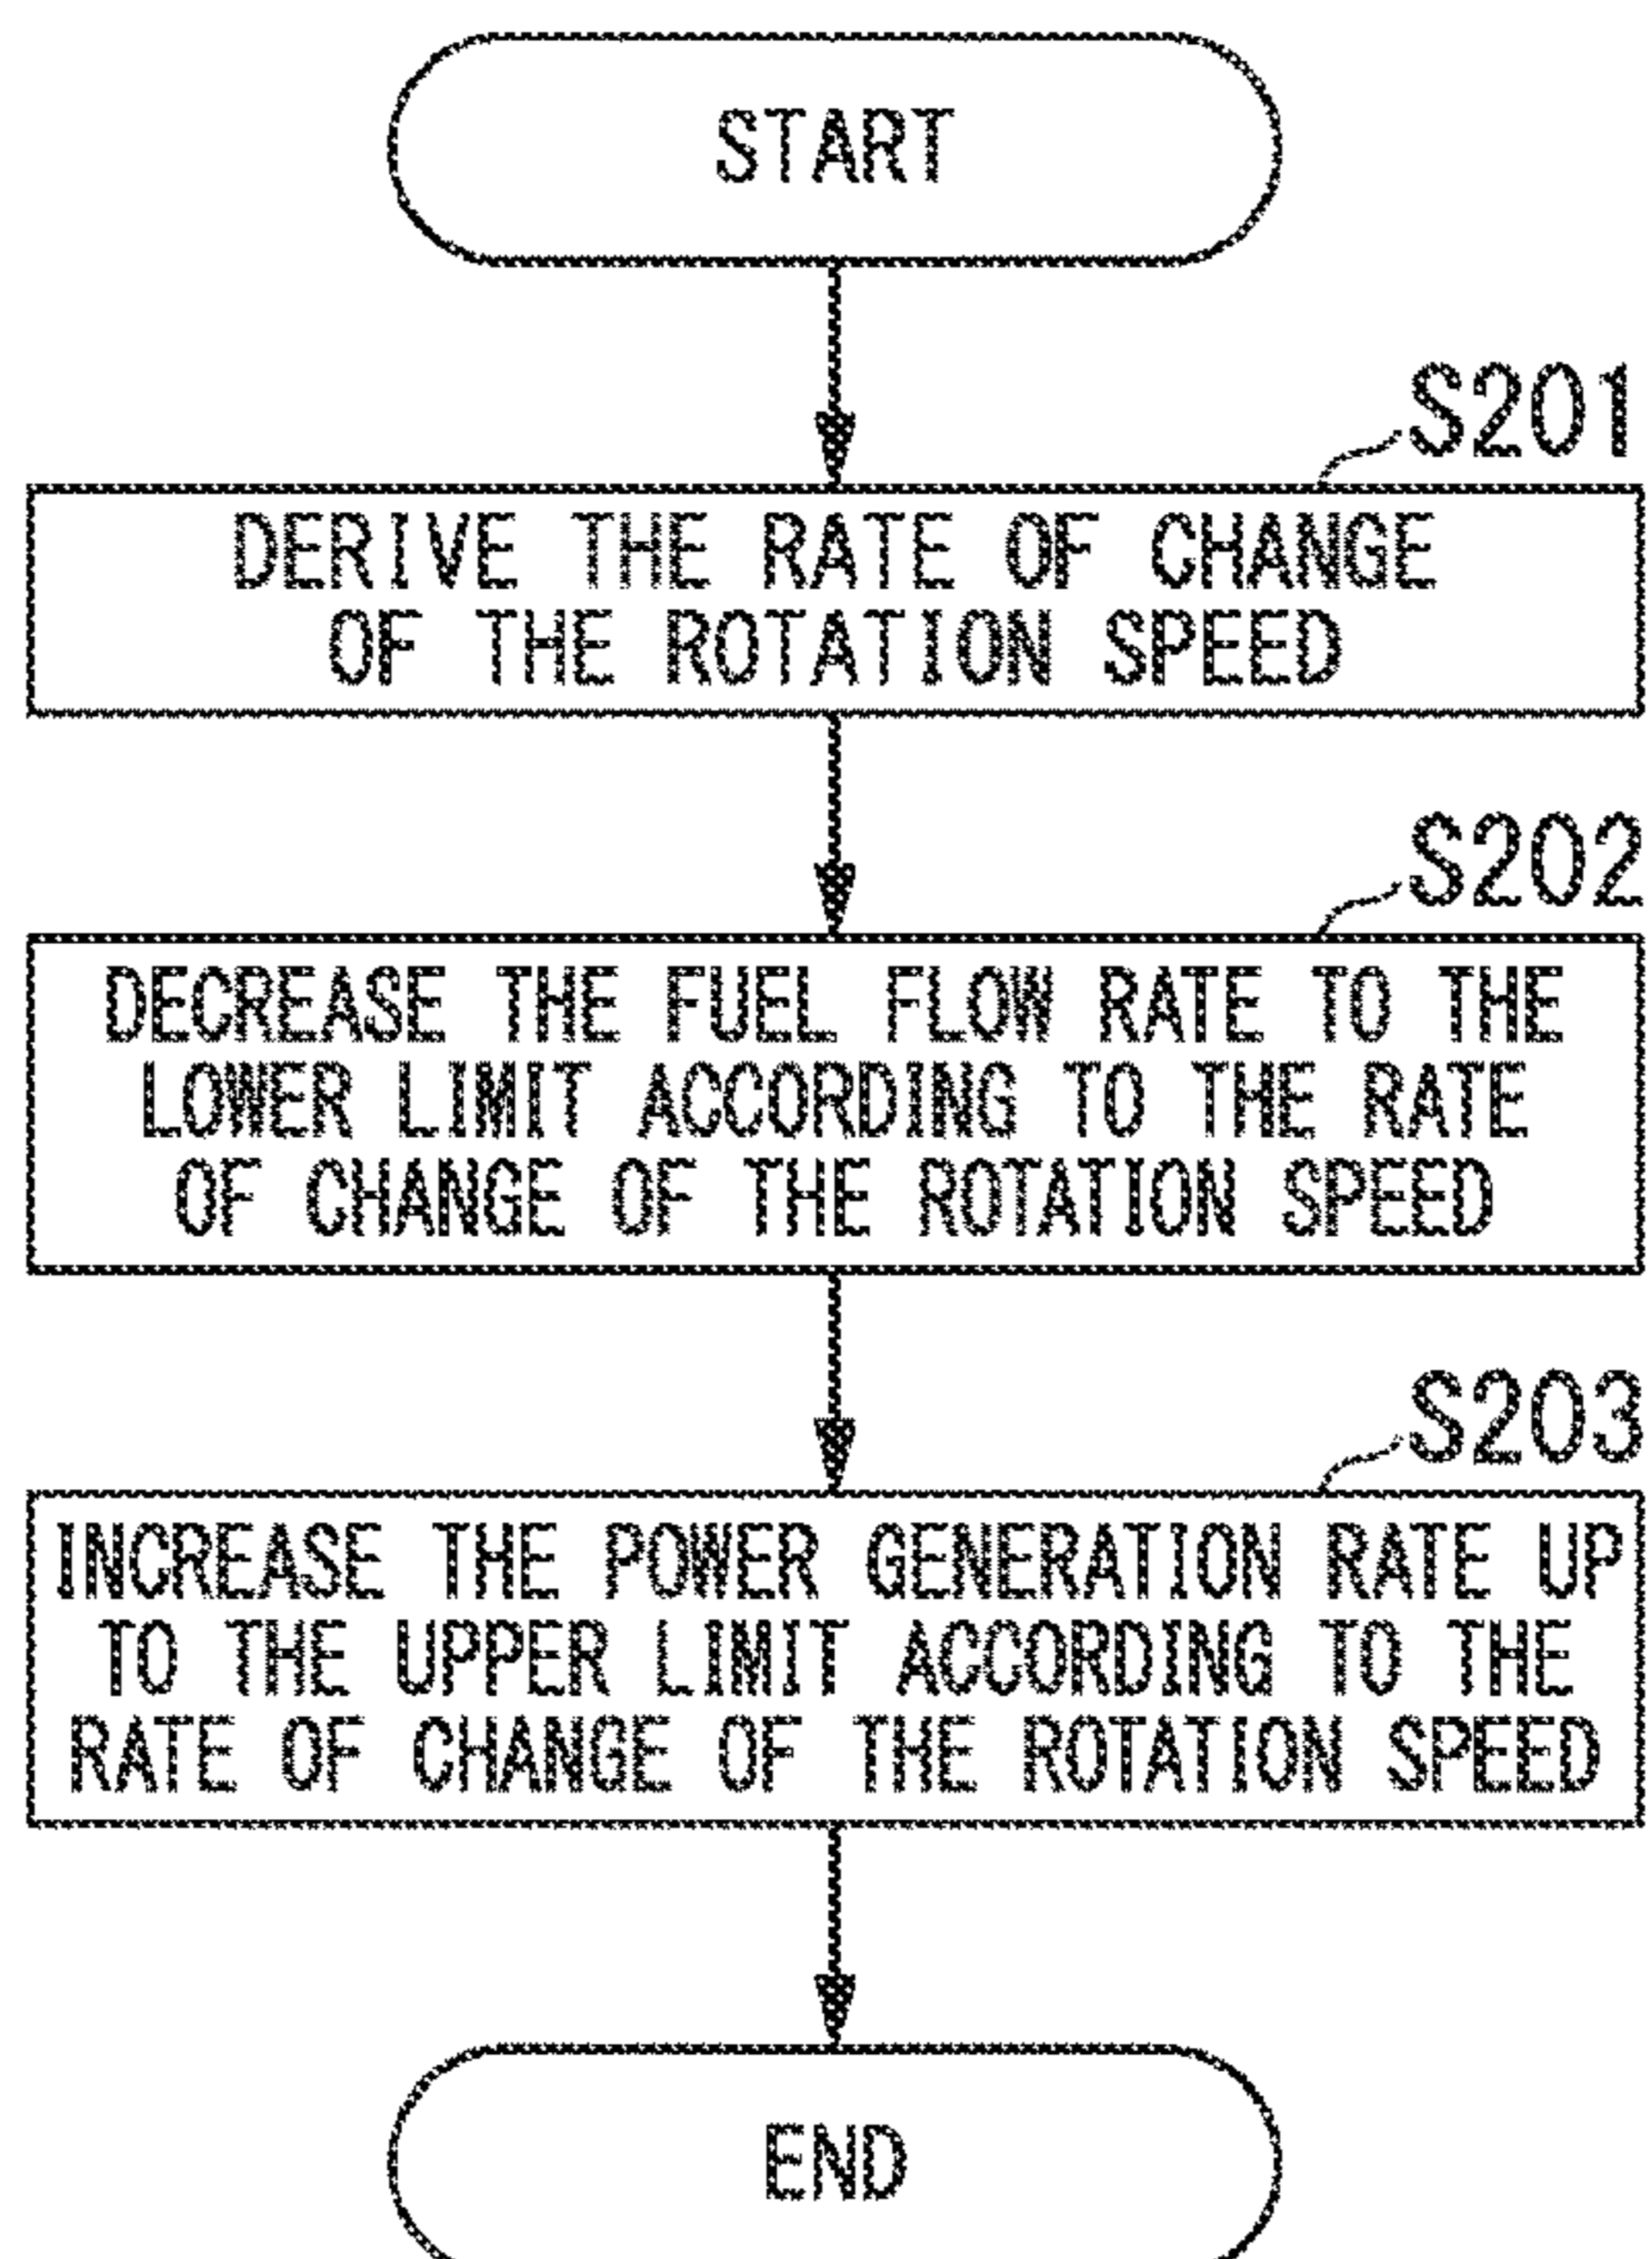 START
S201
DERIVE THE RATE OF CHANGE
OF THE ROTATION SPEED
S202
DECREASE THE FUEL FLOW RATE TO THE
LOWER LIMIT ACCORDING TO THE RATE
OF CHANGE OF THE ROTATION SPEED
S203
INCREASE THE POWER GENERATION RATE UP
TO THE UPPER LIMIT ACCORDING TO THE
RATE OF CHANGE OF THE ROTATION SPEED
END